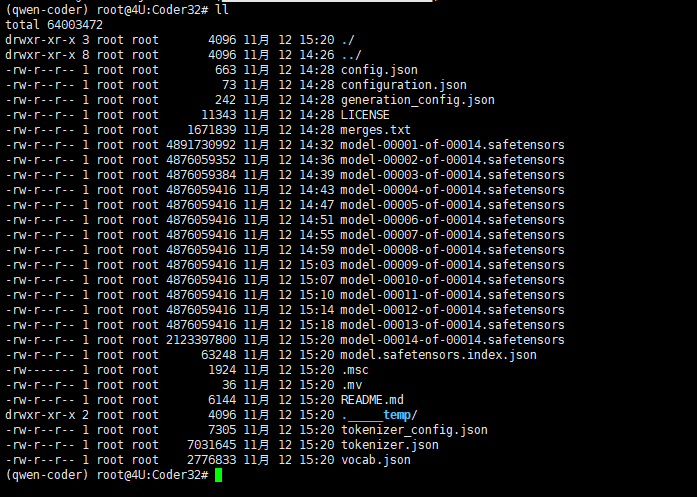 (qwen-coder) root@4U:Coder32# ll
total 64003472
drwxr-xr-x 3 root root       4096 11月 12 15:20 ./
drwxr-xr-x 8 root root       4096 11月 12 14:26 ../
-rw-r--r-- 1 root root        663 11月 12 14:28 config.json
-rw-r--r-- 1 root root         73 11月 12 14:28 configuration.json
-rw-r--r-- 1 root root        242 11月 12 14:28 generation_config.json
-rw-r--r-- 1 root root      11343 11月 12 14:28 LICENSE
-rw-r--r-- 1 root root    1671839 11月 12 14:28 merges.txt
-rw-r--r-- 1 root root 4891730992 11月 12 14:32 model-00001-of-00014.safetensors
-rw-r--r-- 1 root root 4876059352 11月 12 14:36 model-00002-of-00014.safetensors
-rw-r--r-- 1 root root 4876059384 11月 12 14:39 model-00003-of-00014.safetensors
-rw-r--r-- 1 root root 4876059416 11月 12 14:43 model-00004-of-00014.safetensors
-rw-r--r-- 1 root root 4876059416 11月 12 14:47 model-00005-of-00014.safetensors
-rw-r--r-- 1 root root 4876059416 11月 12 14:51 model-00006-of-00014.safetensors
-rw-r--r-- 1 root root 4876059416 11月 12 14:55 model-00007-of-00014.safetensors
-rw-r--r-- 1 root root 4876059416 11月 12 14:59 model-00008-of-00014.safetensors
-rw-r--r-- 1 root root 4876059416 11月 12 15:03 model-00009-of-00014.safetensors
-rw-r--r-- 1 root root 4876059416 11月 12 15:07 model-00010-of-00014.safetensors
-rw-r--r-- 1 root root 4876059416 11月 12 15:10 model-00011-of-00014.safetensors
-rw-r--r-- 1 root root 4876059416 11月 12 15:14 model-00012-of-00014.safetensors
-rw-r--r-- 1 root root 4876059416 11月 12 15:18 model-00013-of-00014.safetensors
-rw-r--r-- 1 root root 2123397800 11月 12 15:20 model-00014-of-00014.safetensors
-rw-r--r-- 1 root root      63248 11月 12 15:20 model.safetensors.index.json
-rw------- 1 root root       1924 11月 12 15:20 .msc
-rw-r--r-- 1 root root         36 11月 12 15:20 .mv
-rw-r--r-- 1 root root       6144 11月 12 15:20 README.md
drwxr-xr-x 2 root root       4096 11月 12 15:20 ._____temp/
-rw-r--r-- 1 root root       7305 11月 12 15:20 tokenizer_config.json
-rw-r--r-- 1 root root    7031645 11月 12 15:20 tokenizer.json
-rw-r--r-- 1 root root    2776833 11月 12 15:20 vocab.json
(qwen-coder) root@4U:Coder32#